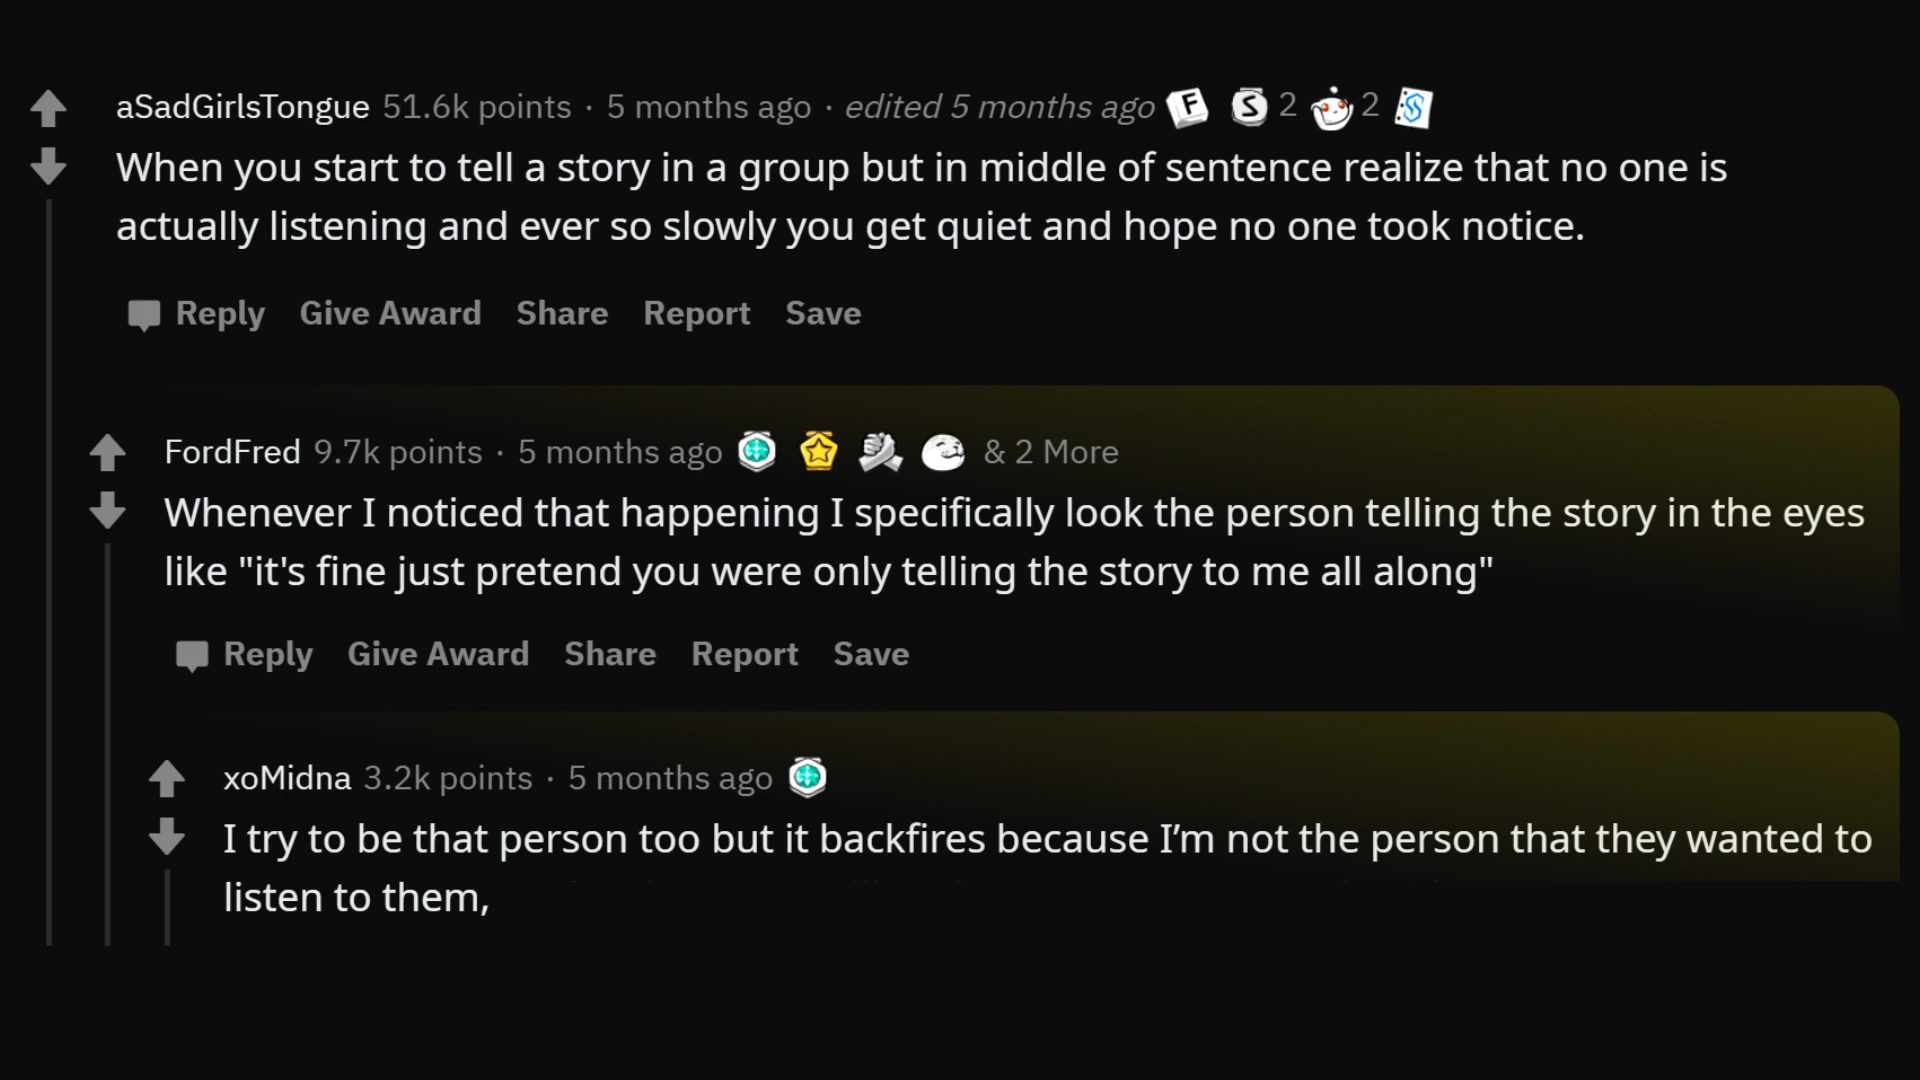 aSadGirlsTongue 51.6k points · 5 months ago · edited 5 months ago F S 2 2 S
When you start to tell a story in a group but in middle of sentence realize that no one is
actually listening and ever so slowly you get quiet and hope no one took notice.
Reply Give Award Share Report Save
FordFred 9.7k points · 5 months ago & 2 More
Whenever I noticed that happening I specifically look the person telling the story in the eyes
like "it's fine just pretend you were only telling the story to me all along"
Reply Give Award Share Report Save
xoMidna 3.2k points · 5 months ago
I try to be that person too but it backfires because I’m not the person that they wanted to
listen to them,